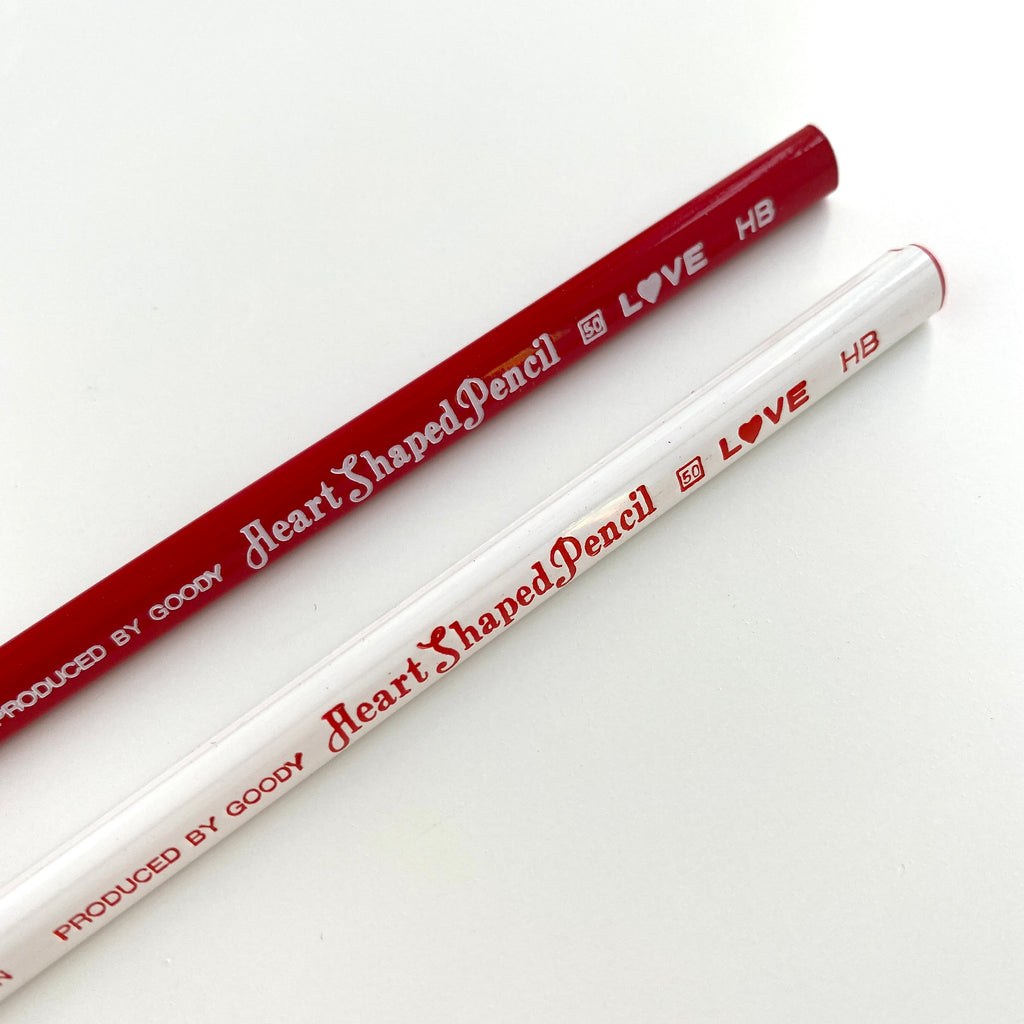 PRODUCED BY GOODY Heart Shaped Pencil 50 L♥VE HB
N PRODUCED BY GOODY Heart Shaped Pencil 50 L♥VE HB